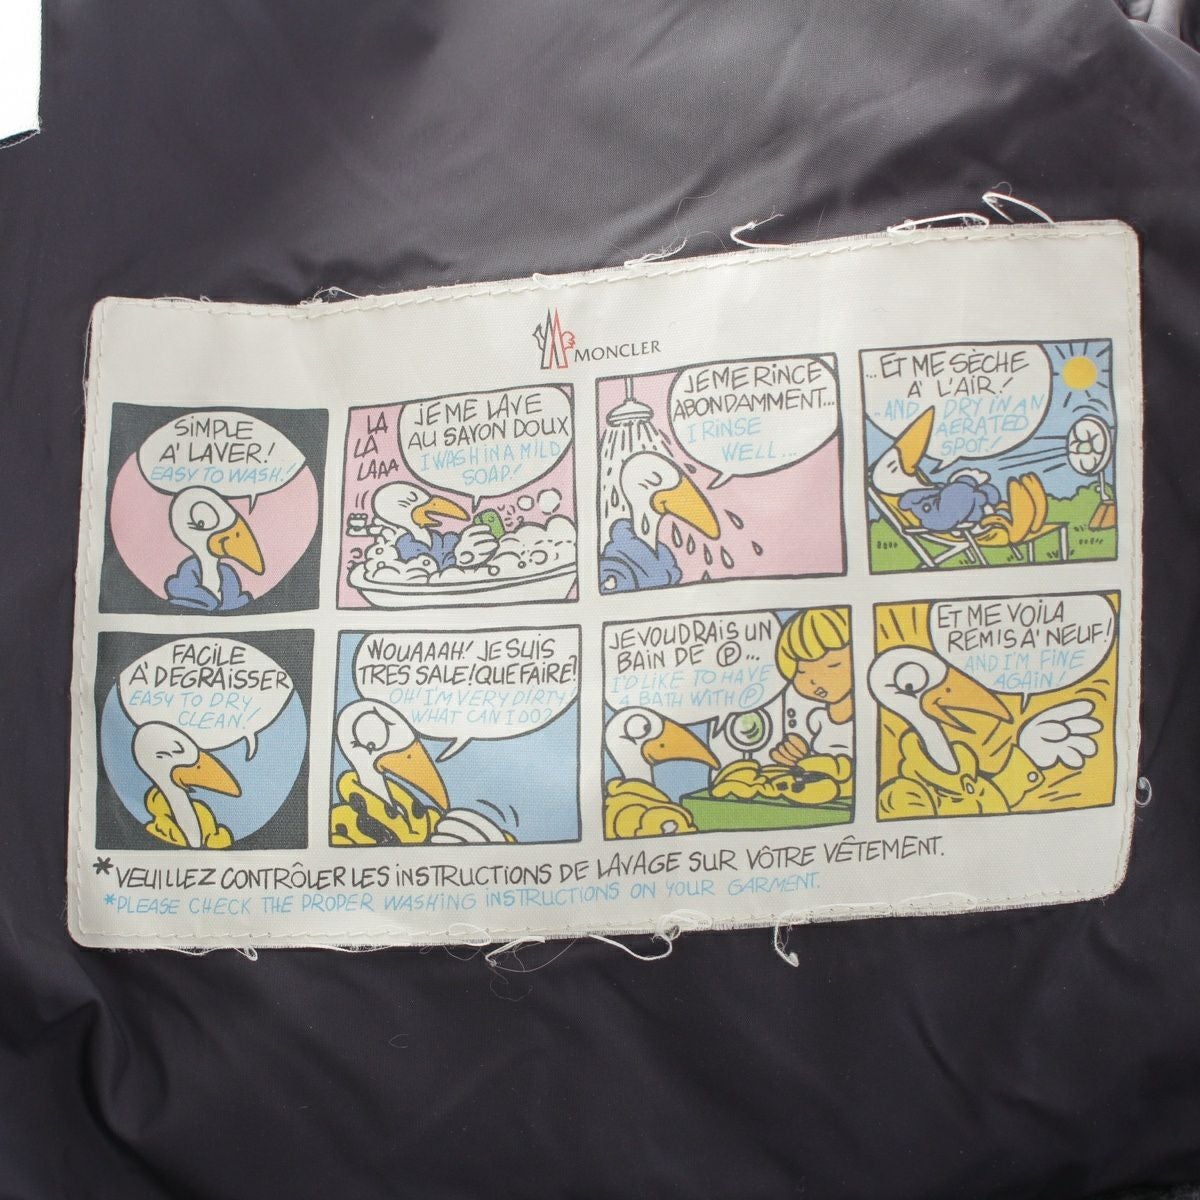 MONCLER
SIMPLE
A' LAVER!
EASY TO WASH!
LA
LA
LAAA
JE ME LAVE
AU SAVON DOUX
I WASH IN A MILD
SOAP!
JE ME RINCE
ABONDAMMENT...
I RINSE
WELL...
...ET ME SÈCHE
A' L'AIR!
...AND DRY IN AN
AERATED
SPOT!
FACILE
A' DEGRAISSER
EASY TO DRY
CLEAN!
WOUAAAH! JE SUIS
TRES SALE! QUE FAIRE?
OH! I'M VERY DIRTY!
WHAT CAN I DO?
JE VOUDRAIS UN
BAIN DE Ⓟ...
I'D LIKE TO HAVE
A BATH WITH Ⓟ
ET ME VOILA
REMIS A' NEUF!
AND I'M FINE
AGAIN!
*VEUILLEZ CONTRÔLER LES INSTRUCTIONS DE LAVAGE SUR VÔTRE VÊTEMENT.
*PLEASE CHECK THE PROPER WASHING INSTRUCTIONS ON YOUR GARMENT.